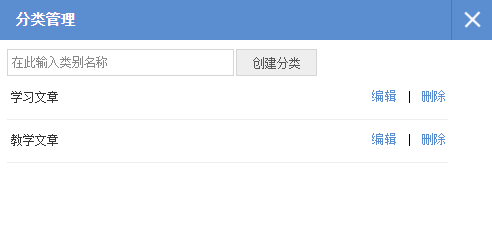 分类管理
在此输入类别名称 创建分类
学习文章 编辑 | 删除
教学文章 编辑 | 删除